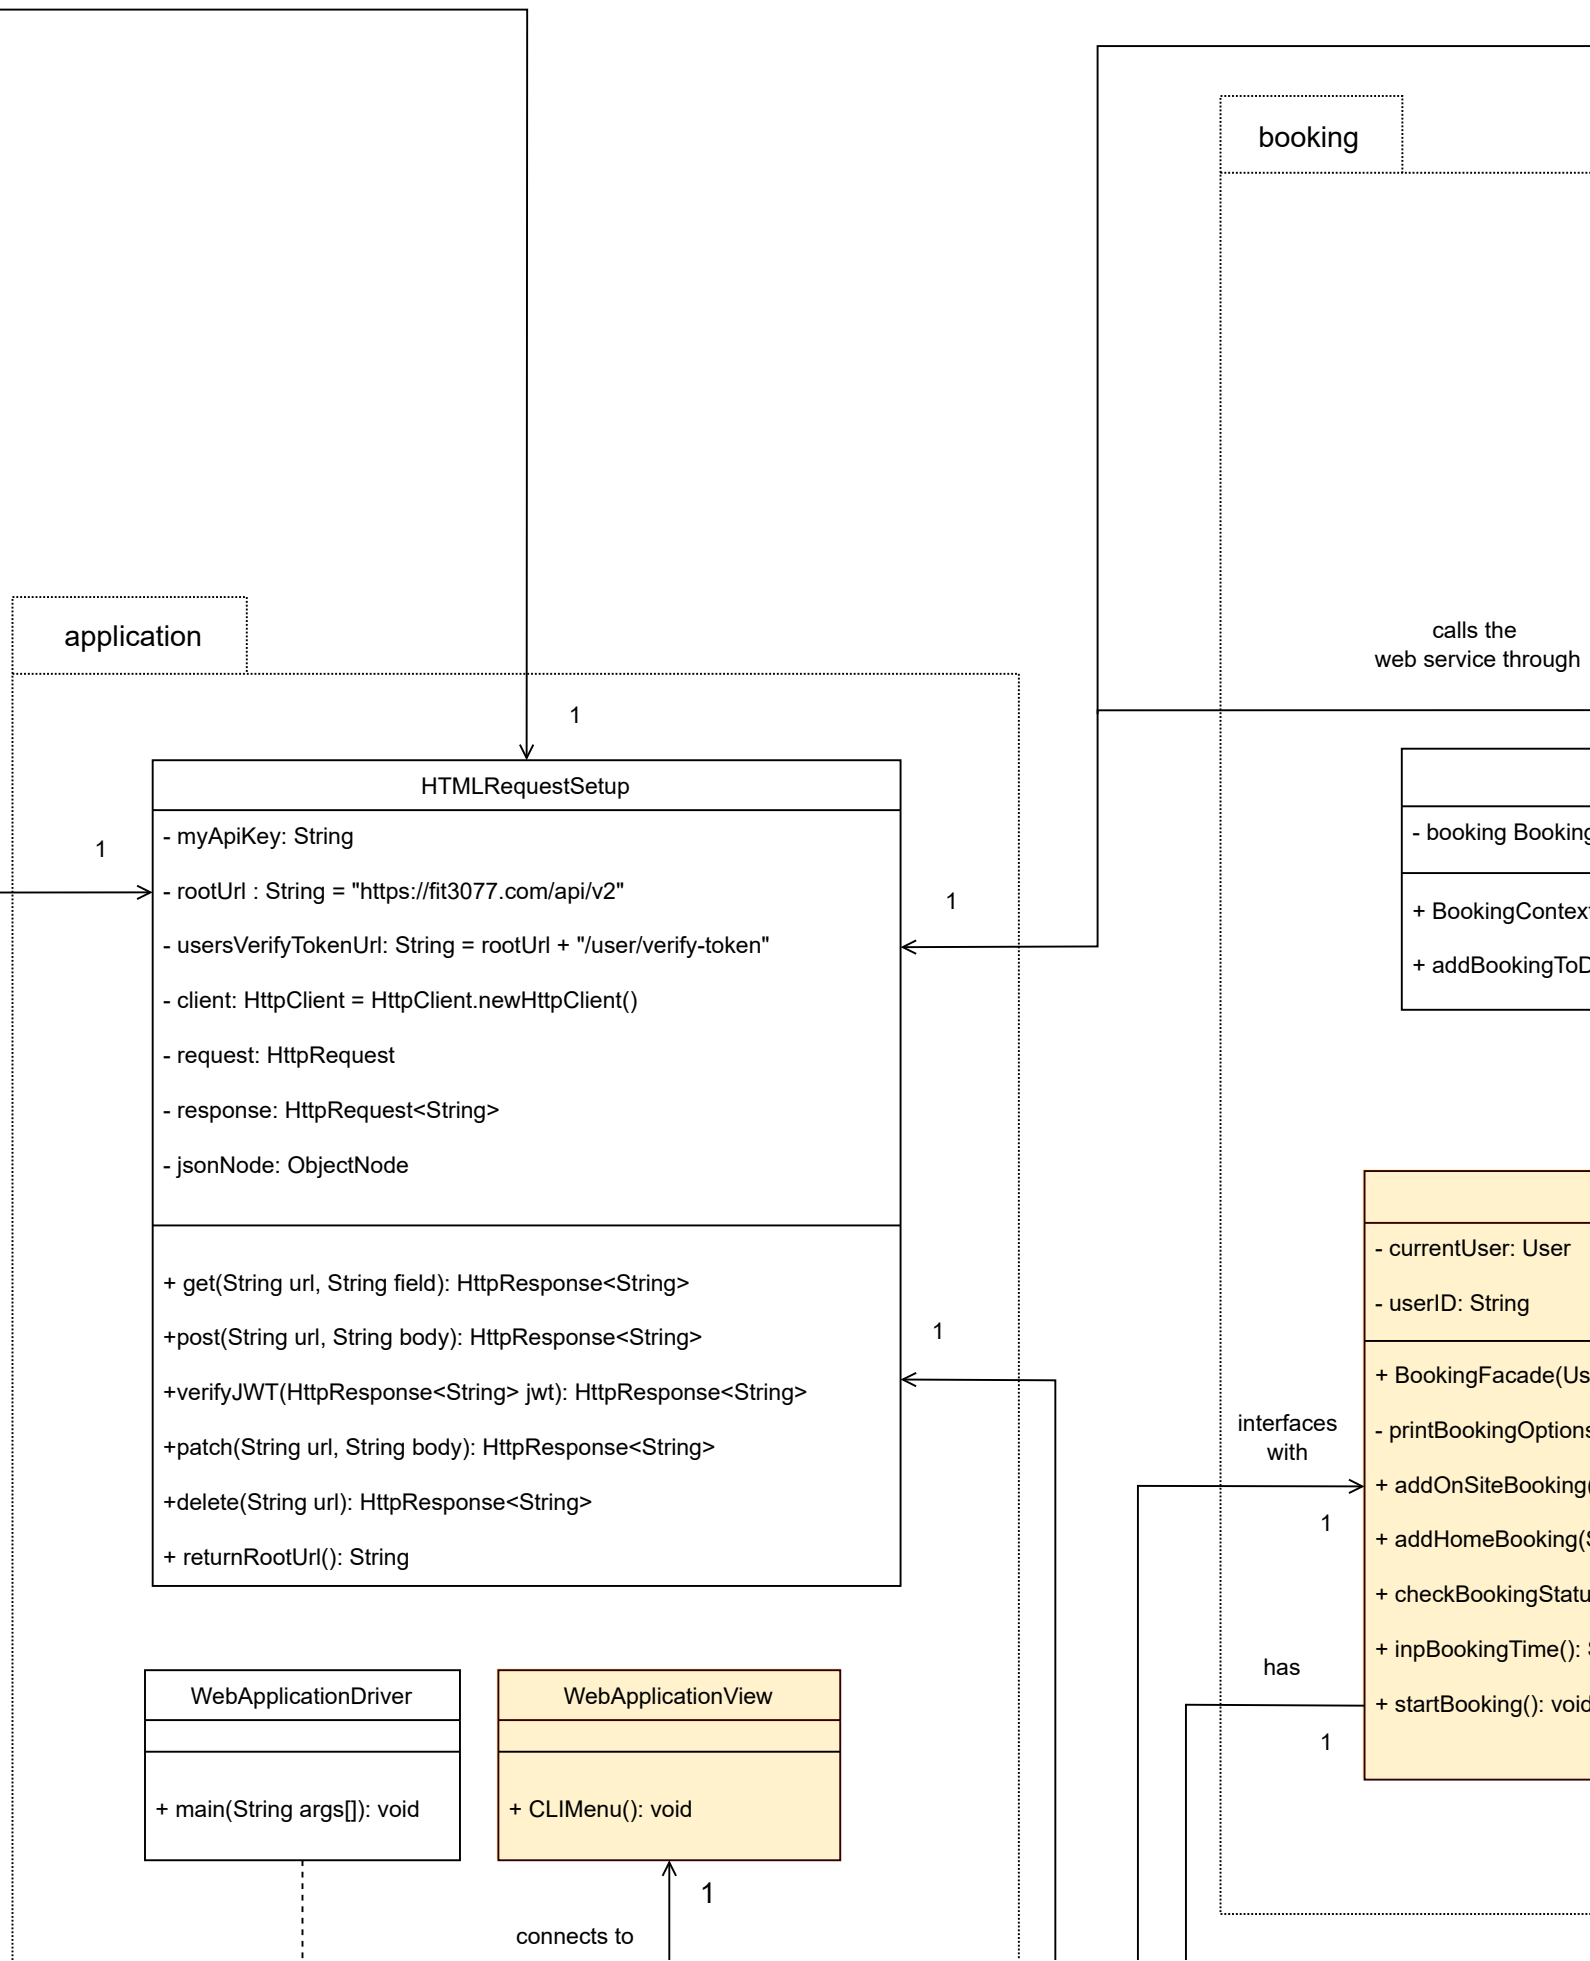 booking
application
calls the
web service through
1
HTMLRequestSetup
1
- myApiKey: String
- rootUrl : String = "https://fit3077.com/api/v2"
- usersVerifyTokenUrl: String = rootUrl + "/user/verify-token"
- client: HttpClient = HttpClient.newHttpClient()
- request: HttpRequest
- response: HttpRequest<String>
- jsonNode: ObjectNode
+ get(String url, String field): HttpResponse<String>
+post(String url, String body): HttpResponse<String>
+verifyJWT(HttpResponse<String> jwt): HttpResponse<String>
+patch(String url, String body): HttpResponse<String>
+delete(String url): HttpResponse<String>
+ returnRootUrl(): String
1
1
- booking Booking
+ BookingContext
+ addBookingToD
- currentUser: User
- userID: String
+ BookingFacade(Us
- printBookingOptions
+ addOnSiteBooking(
+ addHomeBooking(S
+ checkBookingStatu
+ inpBookingTime(): S
+ startBooking(): void
interfaces
with
1
has
1
WebApplicationDriver
+ main(String args[]): void
WebApplicationView
+ CLIMenu(): void
1
connects to